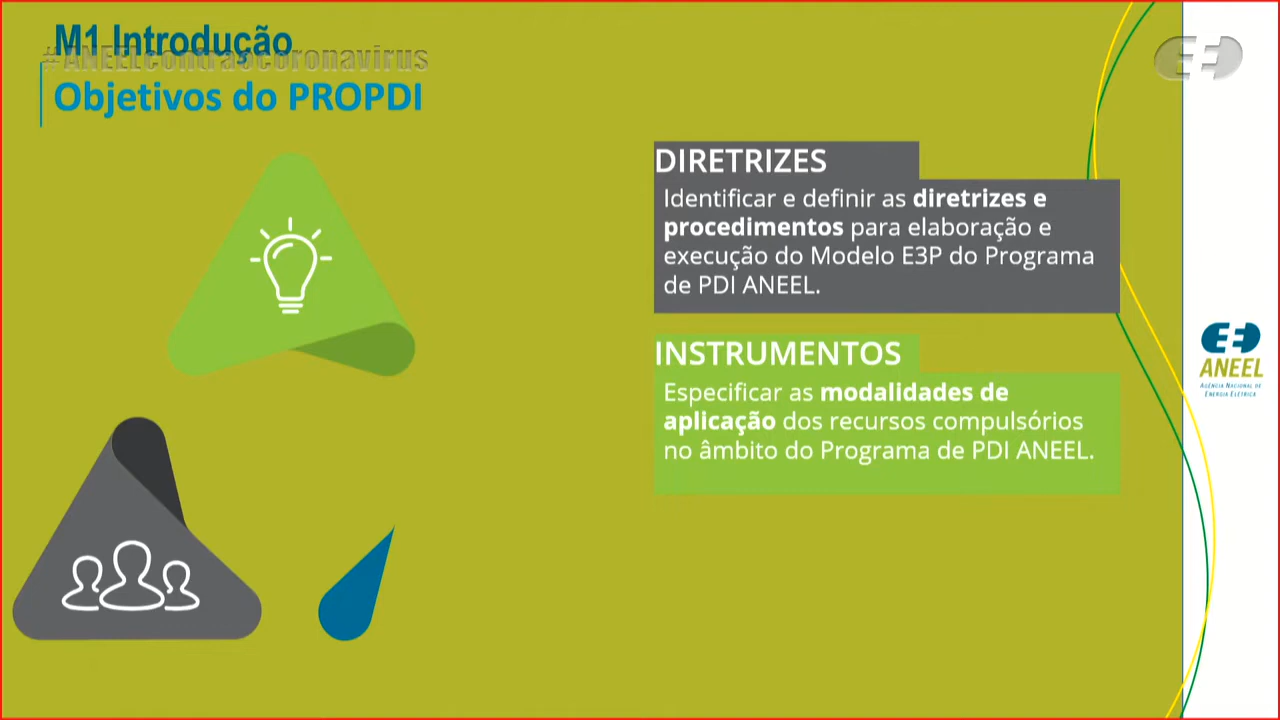 M1 Introdução
#ANEELcontraocoronavirus
Objetivos do PROPDI
DIRETRIZES
Identificar e definir as diretrizes e
procedimentos para elaboração e
execução do Modelo E3P do Programa
de PDI ANEEL.
INSTRUMENTOS
Especificar as modalidades de
aplicação dos recursos compulsórios
no âmbito do Programa de PDI ANEEL.
ANEEL
AGÊNCIA NACIONAL DE
ENERGIA ELÉTRICA